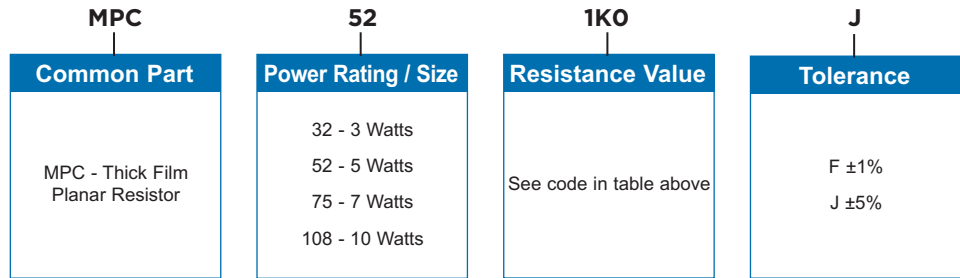 MPC 52 1K0 J
Common Part Power Rating / Size Resistance Value Tolerance
MPC - Thick Film
Planar Resistor
32 - 3 Watts
52 - 5 Watts
75 - 7 Watts
108 - 10 Watts
See code in table above
F ±1%
J ±5%